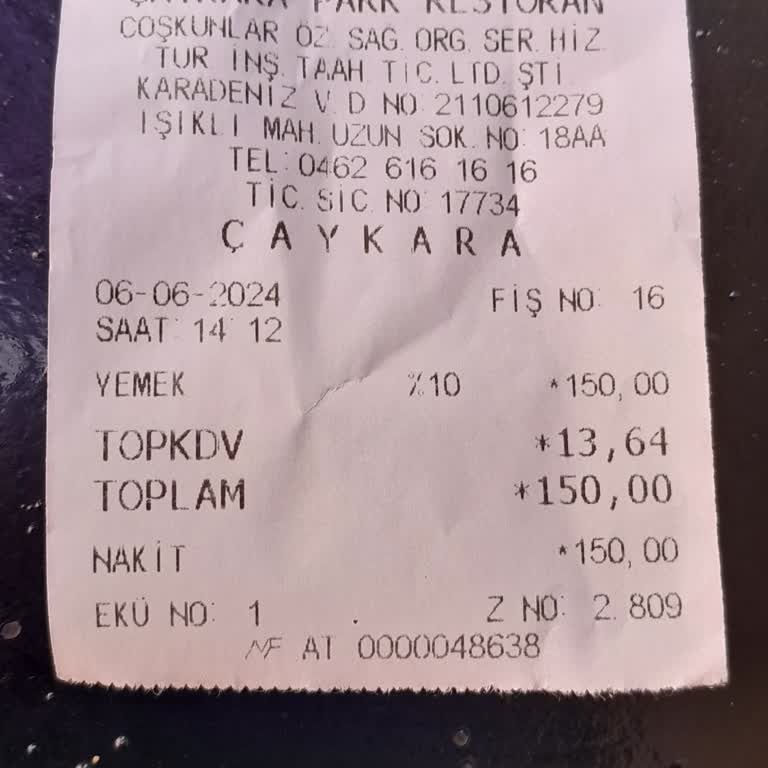 ÇAYKARA PARK RESTORAN
COŞKUNLAR ÖZ. SAĞ. ORG. SER. HİZ.
TUR İNŞ. TAAH TİC. LTD. ŞTİ
KARADENİZ V.D NO 2110612279
IŞIKLI MAH. UZUN SOK. NO: 18AA
TEL:0462 616 16 16
TİC. SİC. NO 17734
ÇAYKARA
06-06-2024 FİŞ NO: 16
SAAT 14 12
YEMEK %10 *150,00
TOPKDV *13,64
TOPLAM *150,00
NAKİT *150,00
EKÜ NO: 1 Z NO: 2.809
MF AT 0000048638